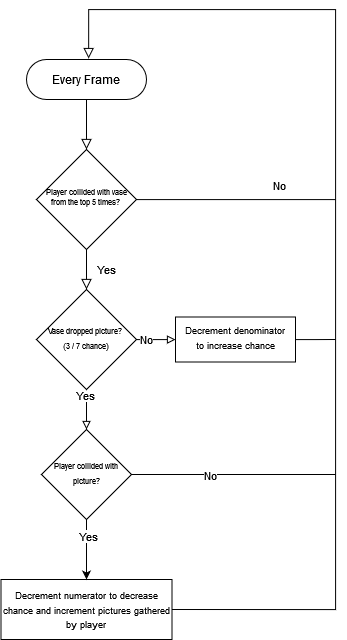 Every Frame
Player collided with vase
from the top 5 times?
No
Yes
Vase dropped picture?
(3 / 7 chance)
No
Decrement denominator
to increase chance
Yes
Player collided with
picture?
No
Yes
Decrement numerator to decrease
chance and increment pictures gathered
by player